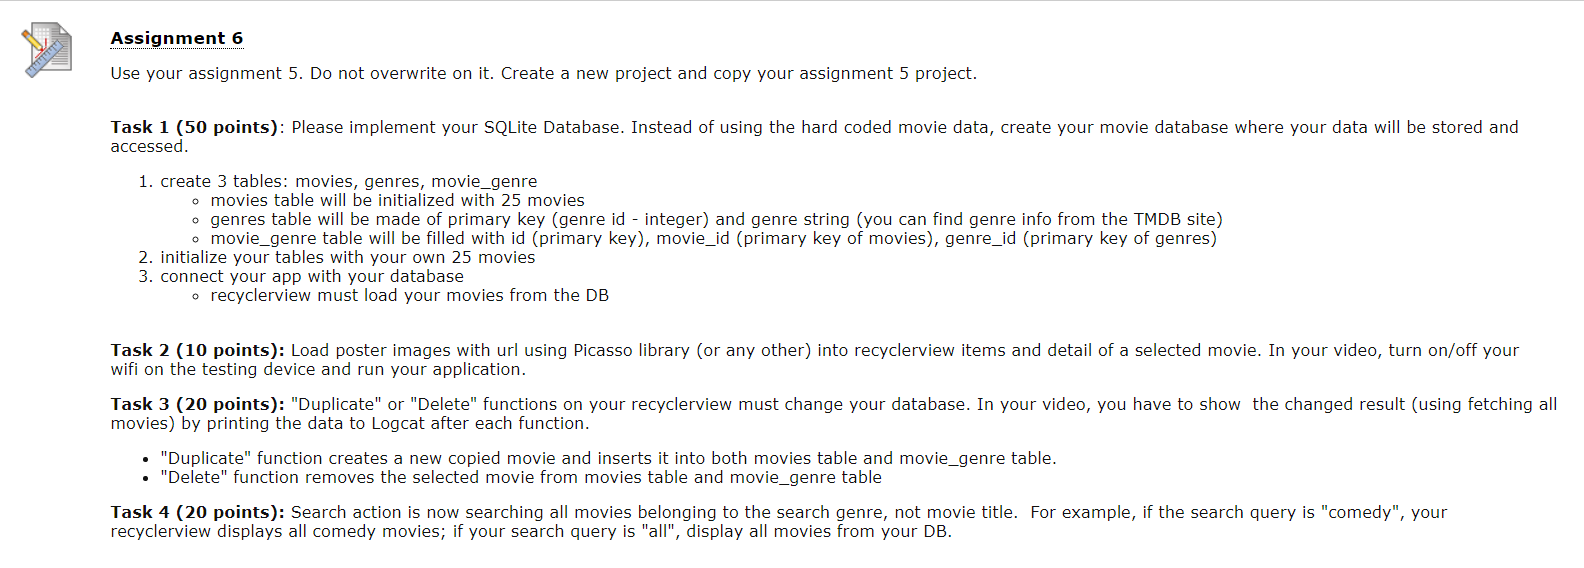 Assignment 6
Use your assignment 5. Do not overwrite on it. Create a new project and copy your assignment 5 project.
Task 1 (50 points): Please implement your SQLite Database. Instead of using the hard coded movie data, create your movie database where your data will be stored and
accessed.
1. create 3 tables: movies, genres, movie_genre
◦ movies table will be initialized with 25 movies
◦ genres table will be made of primary key (genre id - integer) and genre string (you can find genre info from the TMDB site)
◦ movie_genre table will be filled with id (primary key), movie_id (primary key of movies), genre_id (primary key of genres)
2. initialize your tables with your own 25 movies
3. connect your app with your database
◦ recyclerview must load your movies from the DB
Task 2 (10 points): Load poster images with url using Picasso library (or any other) into recyclerview items and detail of a selected movie. In your video, turn on/off your
wifi on the testing device and run your application.
Task 3 (20 points): "Duplicate" or "Delete" functions on your recyclerview must change your database. In your video, you have to show  the changed result (using fetching all
movies) by printing the data to Logcat after each function.
• "Duplicate" function creates a new copied movie and inserts it into both movies table and movie_genre table.
• "Delete" function removes the selected movie from movies table and movie_genre table
Task 4 (20 points): Search action is now searching all movies belonging to the search genre, not movie title.  For example, if the search query is "comedy", your
recyclerview displays all comedy movies; if your search query is "all", display all movies from your DB.